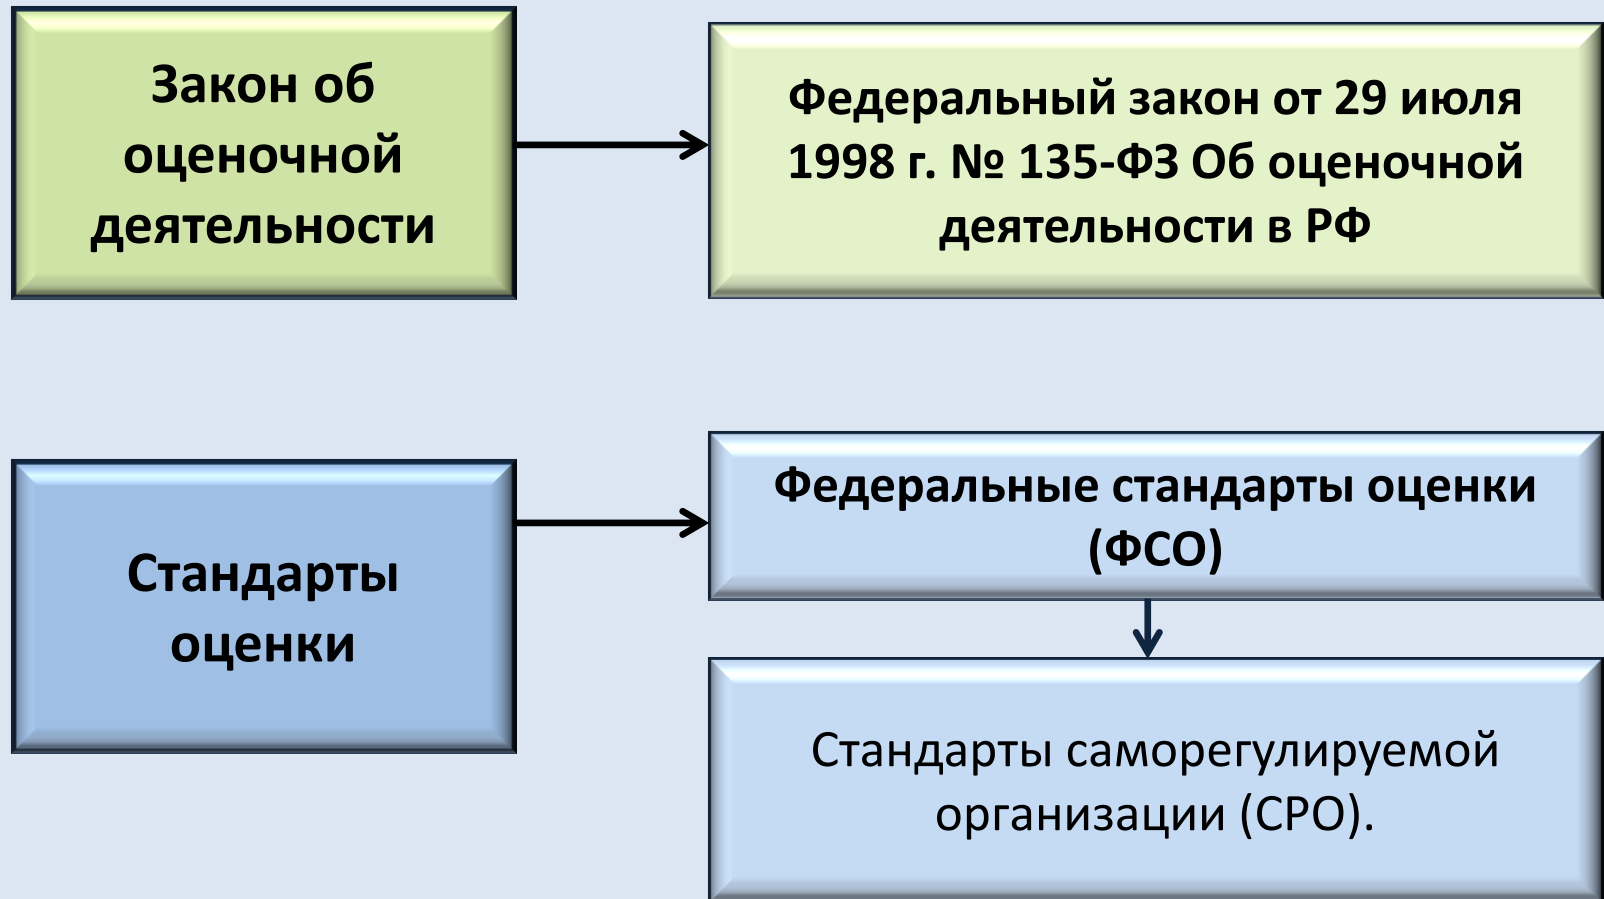 Закон об
оценочной
деятельности
Федеральный закон от 29 июля
1998 г. № 135-ФЗ Об оценочной
деятельности в РФ
Стандарты
оценки
Федеральные стандарты оценки
(ФСО)
Стандарты саморегулируемой
организации (СРО).